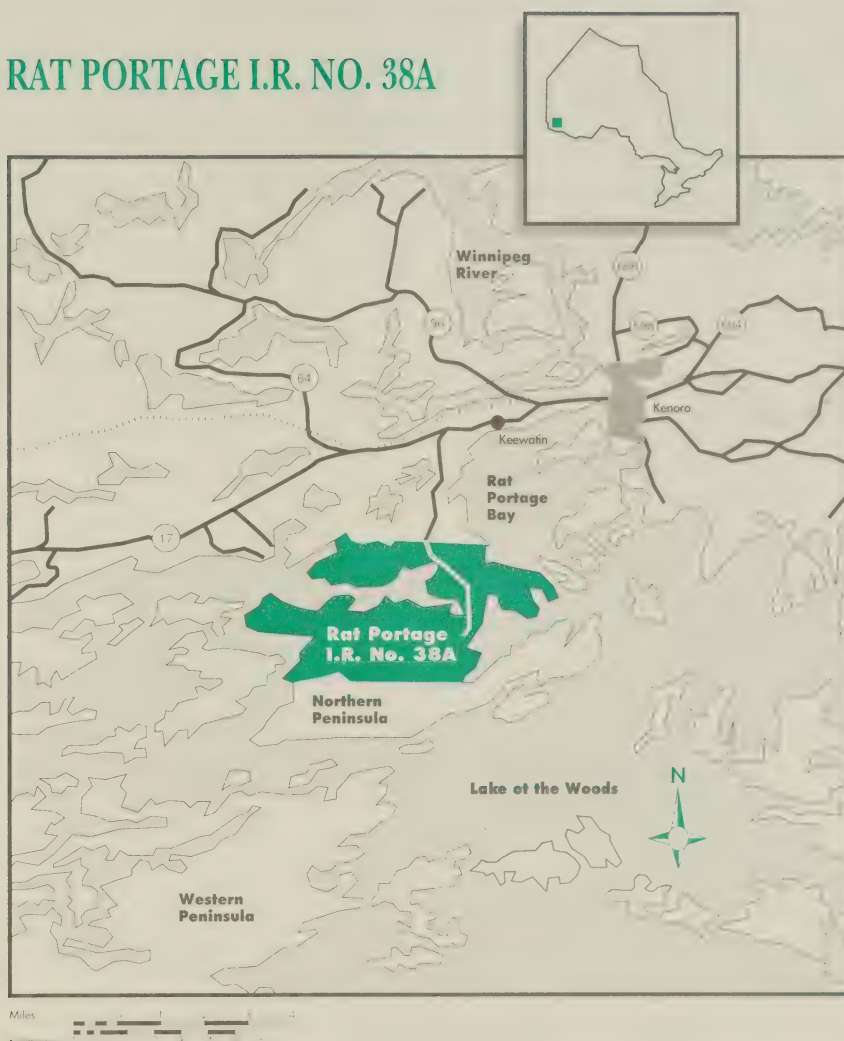 RAT PORTAGE I.R. NO. 38A
Winnipeg
River
Kenora
Keewatin
64
17
Rat
Portage
Bay
Rat Portage
I.R. No. 38A
Northern
Peninsula
Lake of the Woods
N
Western
Peninsula
Miles